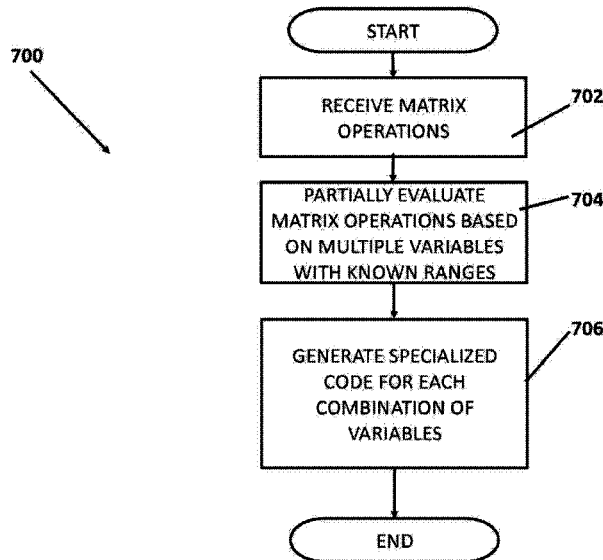 START
700
RECEIVE MATRIX
OPERATIONS
702
PARTIALLY EVALUATE
MATRIX OPERATIONS BASED
ON MULTIPLE VARIABLES
WITH KNOWN RANGES
704
GENERATE SPECIALIZED
CODE FOR EACH
COMBINATION OF
VARIABLES
706
END